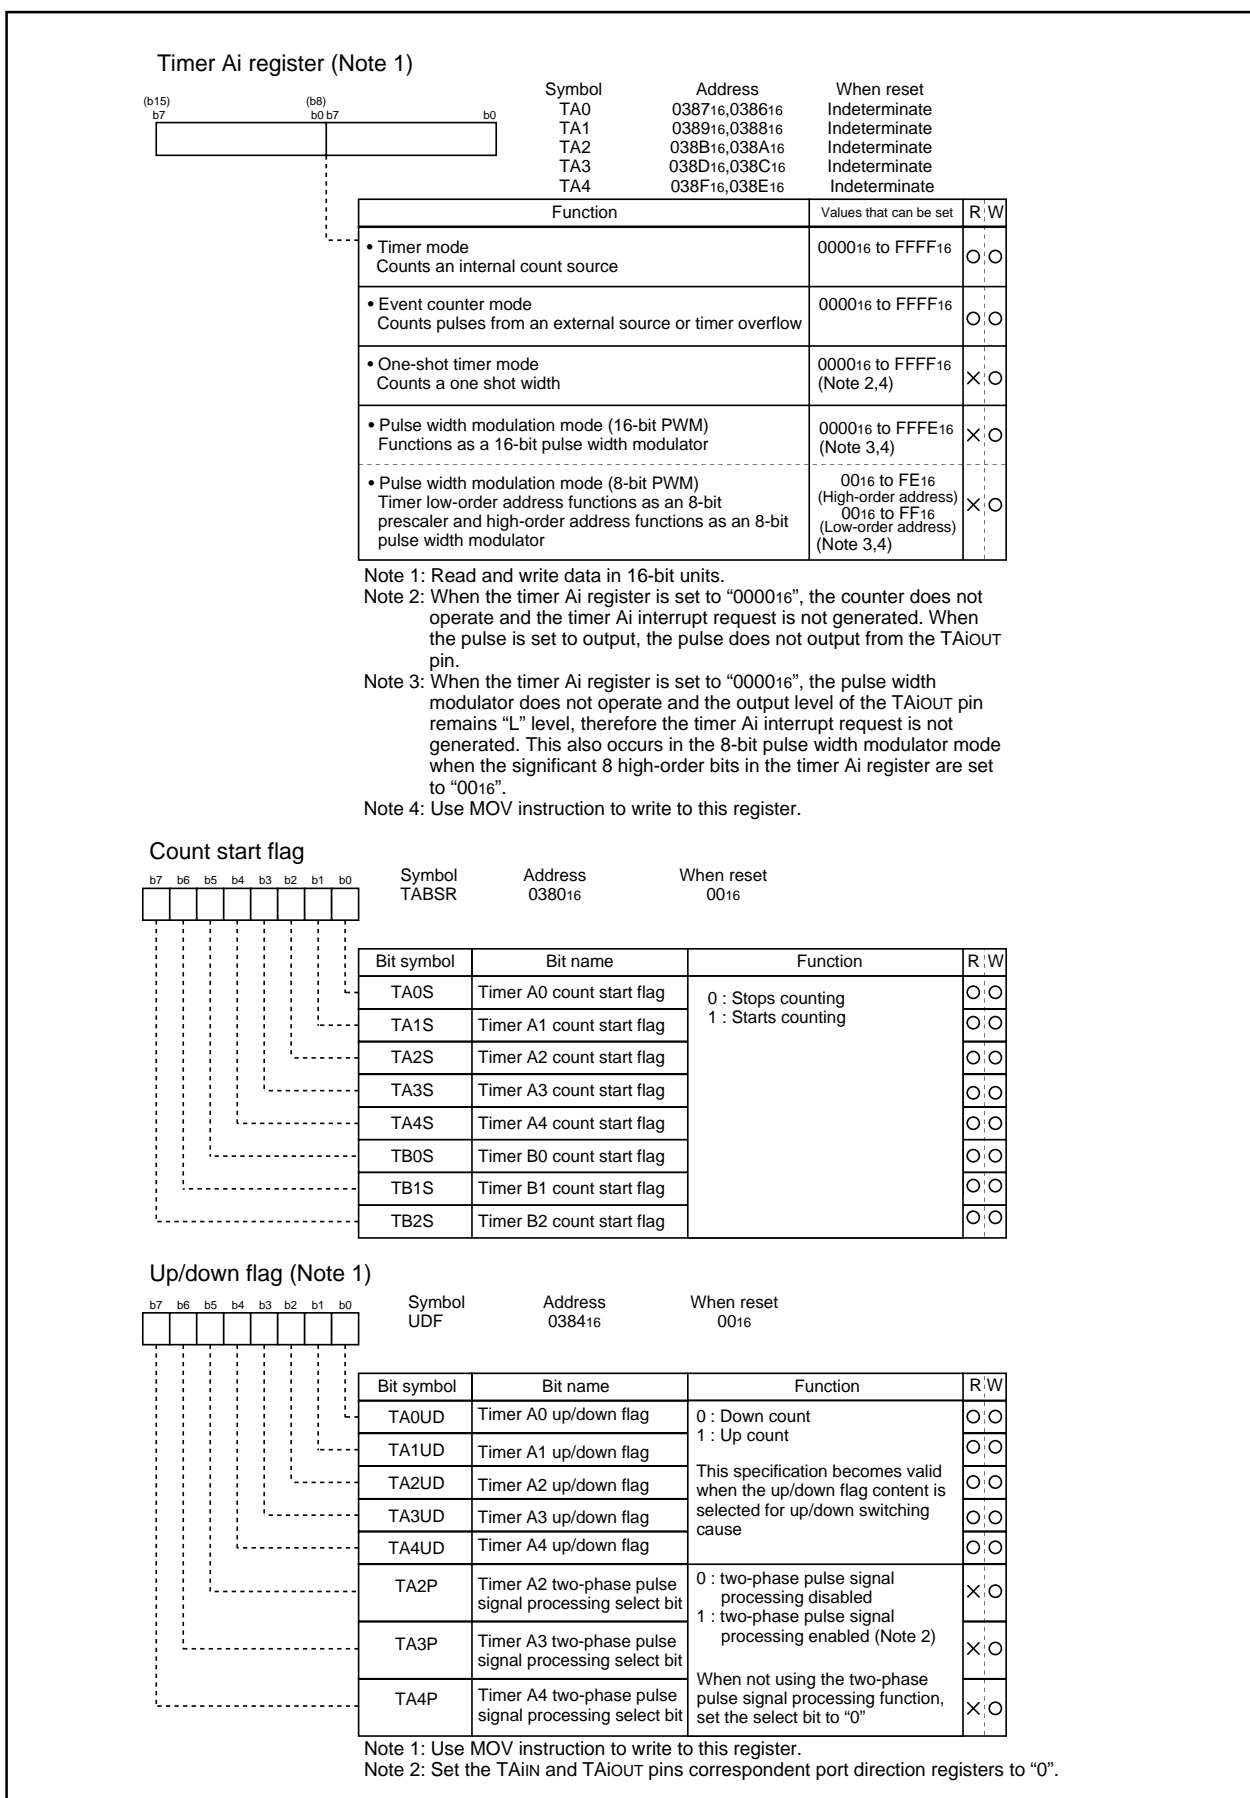 Timer Ai register (Note 1)
(b15) (b8)
b7 b0 b7 b0
Symbol Address When reset
TA0 038716,038616 Indeterminate
TA1 038916,038816 Indeterminate
TA2 038B16,038A16 Indeterminate
TA3 038D16,038C16 Indeterminate
TA4 038F16,038E16 Indeterminate
Function Values that can be set R W
• Timer mode 000016 to FFFF16
Counts an internal count source
• Event counter mode 000016 to FFFF16
Counts pulses from an external source or timer overflow
• One-shot timer mode 000016 to FFFF16
Counts a one shot width (Note 2,4)
• Pulse width modulation mode (16-bit PWM) 000016 to FFFE16
Functions as a 16-bit pulse width modulator (Note 3,4)
• Pulse width modulation mode (8-bit PWM) 0016 to FE16
Timer low-order address functions as an 8-bit (High-order address)
prescaler and high-order address functions as an 8-bit 0016 to FF16
pulse width modulator (Low-order address)
(Note 3,4)
Note 1: Read and write data in 16-bit units.
Note 2: When the timer Ai register is set to “000016”, the counter does not
operate and the timer Ai interrupt request is not generated. When
the pulse is set to output, the pulse does not output from the TAiOUT
pin.
Note 3: When the timer Ai register is set to “000016”, the pulse width
modulator does not operate and the output level of the TAiOUT pin
remains “L” level, therefore the timer Ai interrupt request is not
generated. This also occurs in the 8-bit pulse width modulator mode
when the significant 8 high-order bits in the timer Ai register are set
to “0016”.
Note 4: Use MOV instruction to write to this register.
Count start flag
b7 b6 b5 b4 b3 b2 b1 b0
Symbol Address When reset
TABSR 038016 0016
Bit symbol Bit name Function R W
TA0S Timer A0 count start flag 0 : Stops counting
TA1S Timer A1 count start flag 1 : Starts counting
TA2S Timer A2 count start flag
TA3S Timer A3 count start flag
TA4S Timer A4 count start flag
TB0S Timer B0 count start flag
TB1S Timer B1 count start flag
TB2S Timer B2 count start flag
Up/down flag (Note 1)
b7 b6 b5 b4 b3 b2 b1 b0
Symbol Address When reset
UDF 038416 0016
Bit symbol Bit name Function R W
TA0UD Timer A0 up/down flag 0 : Down count
1 : Up count
TA1UD Timer A1 up/down flag
This specification becomes valid
TA2UD Timer A2 up/down flag when the up/down flag content is
selected for up/down switching
TA3UD Timer A3 up/down flag cause
TA4UD Timer A4 up/down flag
TA2P Timer A2 two-phase pulse 0 : two-phase pulse signal
signal processing select bit processing disabled
1 : two-phase pulse signal
TA3P Timer A3 two-phase pulse processing enabled (Note 2)
signal processing select bit
When not using the two-phase
TA4P Timer A4 two-phase pulse pulse signal processing function,
signal processing select bit set the select bit to “0”
Note 1: Use MOV instruction to write to this register.
Note 2: Set the TAiIN and TAiOUT pins correspondent port direction registers to “0”.